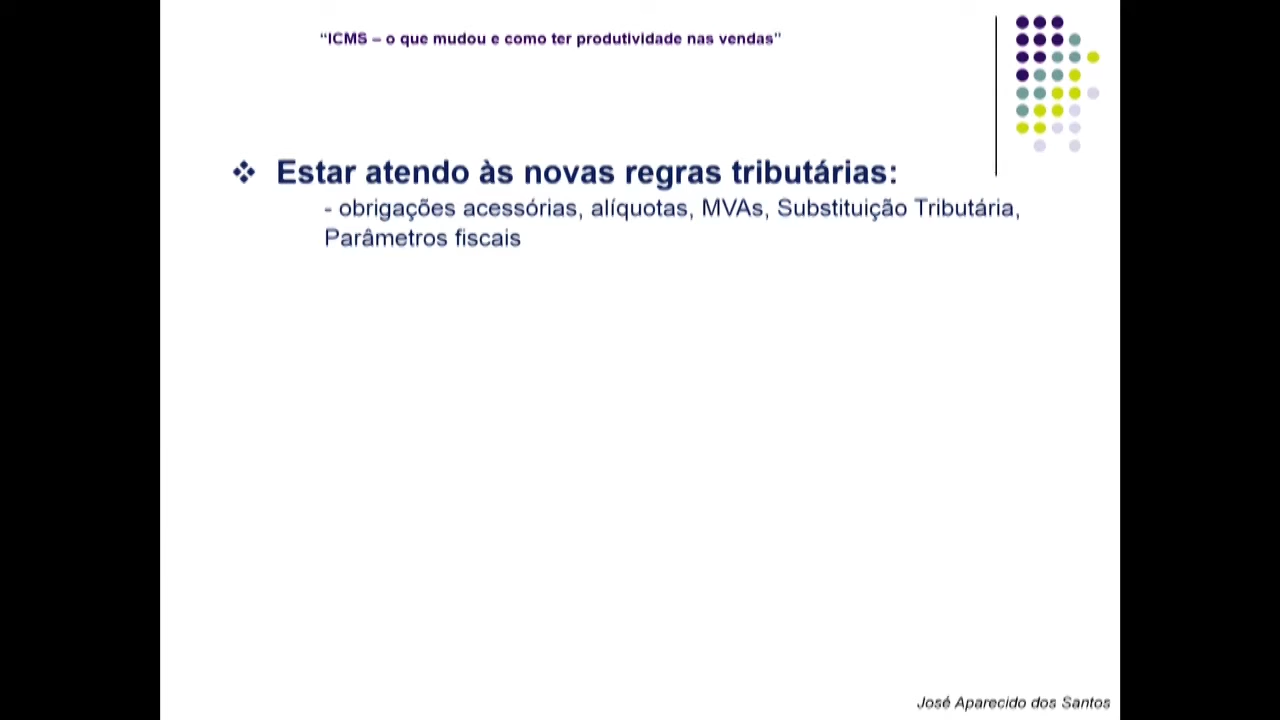 "ICMS – o que mudou e como ter produtividade nas vendas"
❖ Estar atendo às novas regras tributárias:
- obrigações acessórias, alíquotas, MVAs, Substituição Tributária,
Parâmetros fiscais
José Aparecido dos Santos